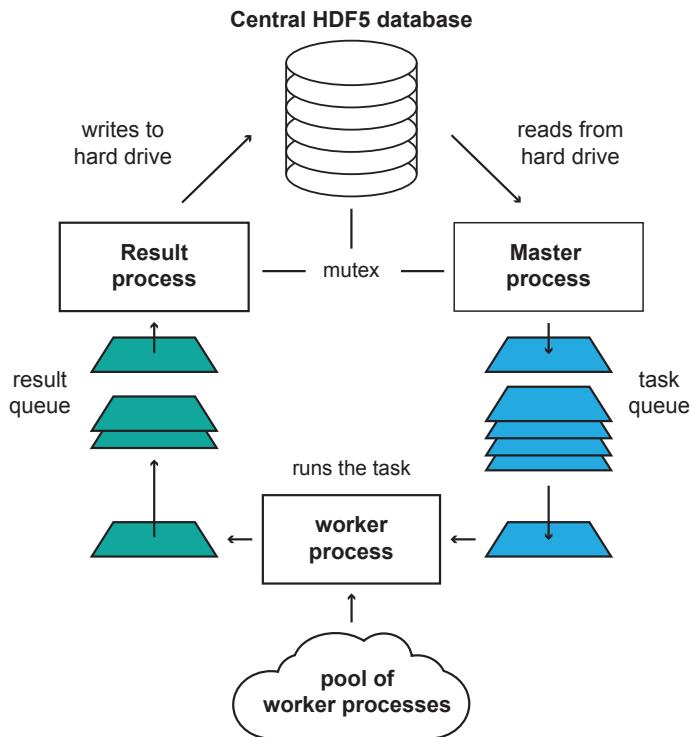 Central HDF5 database
writes to
hard drive
reads from
hard drive
Result
process
mutex
Master
process
result
queue
task
queue
runs the task
worker
process
pool of
worker processes